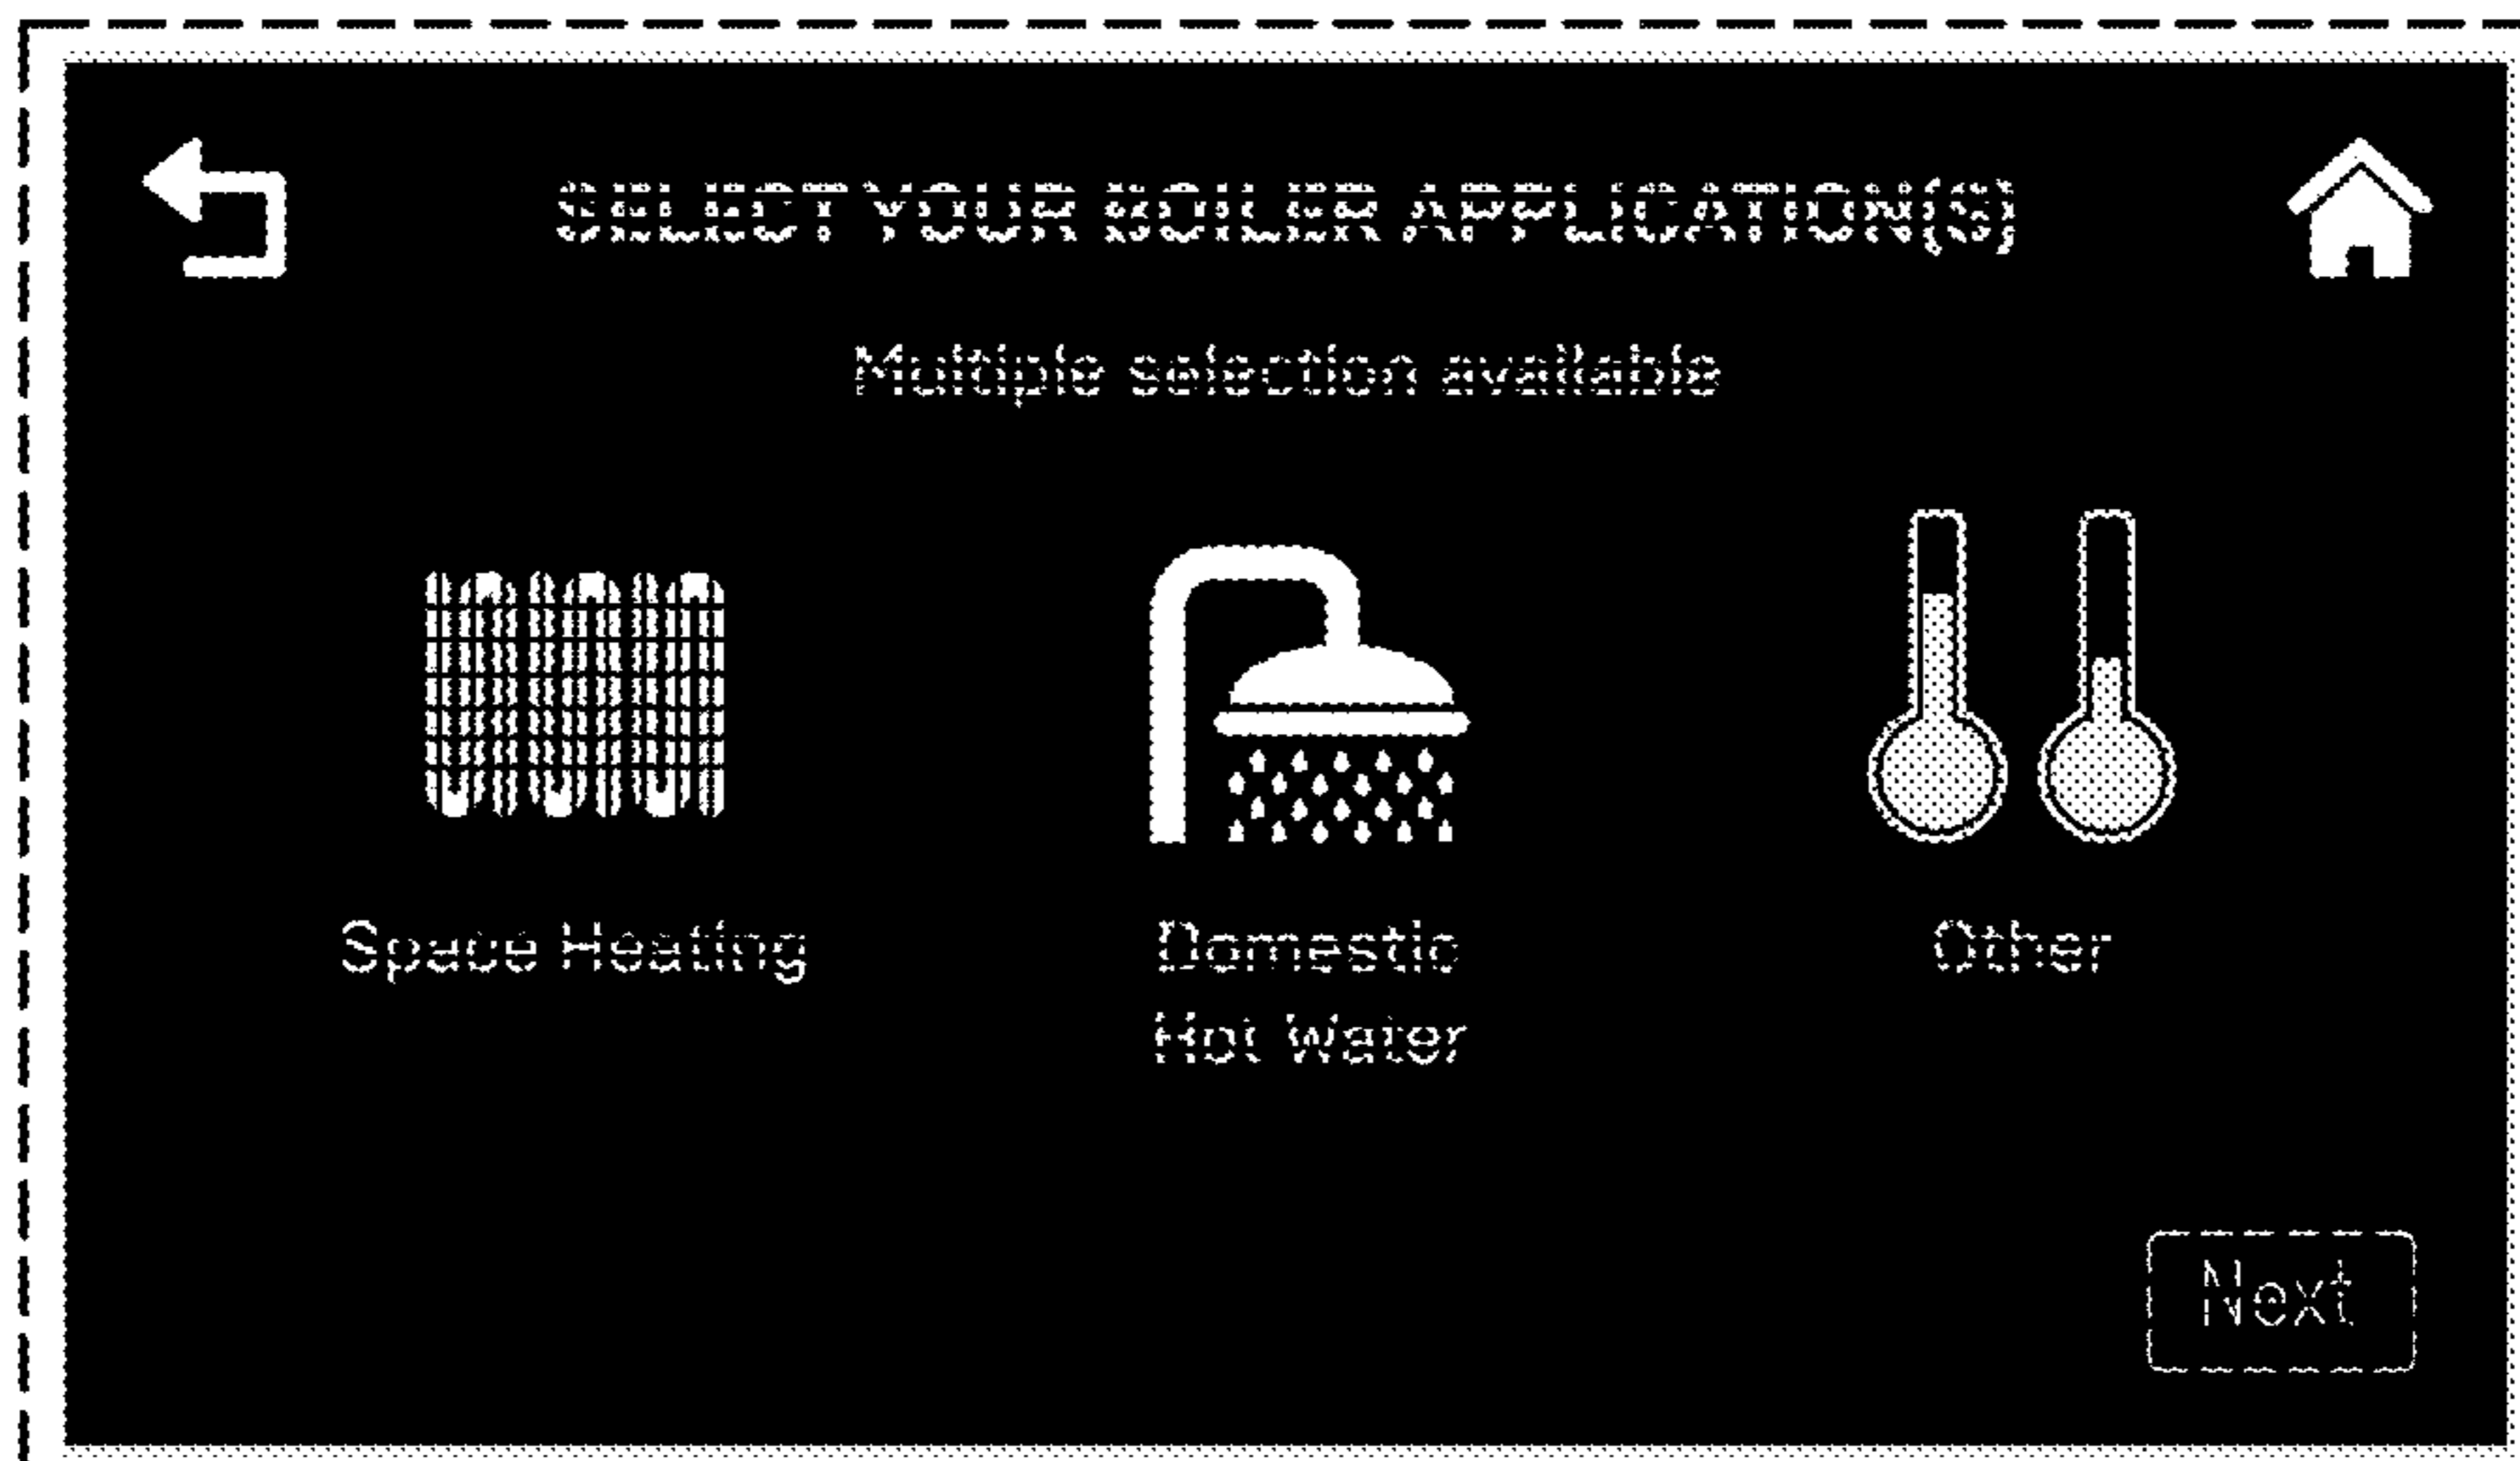 SELECT YOUR BOILER APPLICATION(S)
Multiple selection available
Space Heating
Domestic
Hot Water
Other
Next